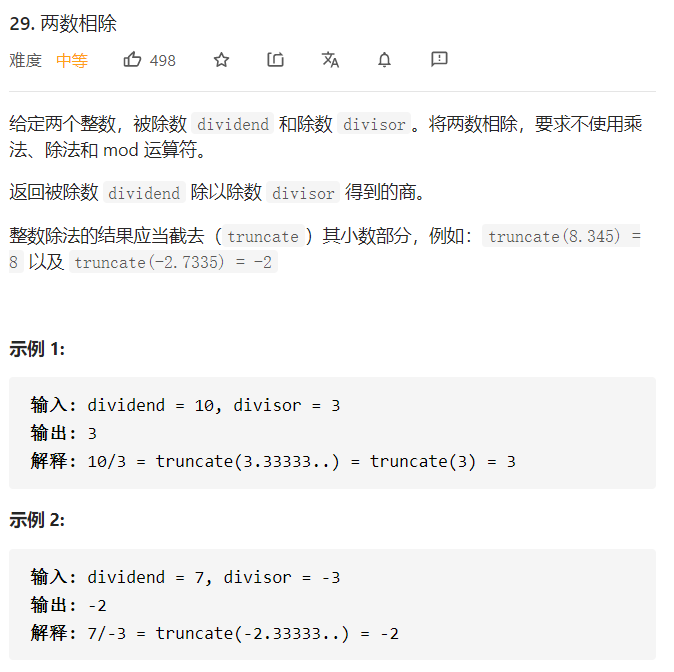 29. 两数相除
难度 中等 498
给定两个整数，被除数 dividend 和除数 divisor。将两数相除，要求不使用乘
法、除法和 mod 运算符。
返回被除数 dividend 除以除数 divisor 得到的商。
整数除法的结果应当截去（truncate）其小数部分，例如：truncate(8.345) =
8 以及 truncate(-2.7335) = -2
示例 1:
输入: dividend = 10, divisor = 3
输出: 3
解释: 10/3 = truncate(3.33333..) = truncate(3) = 3
示例 2:
输入: dividend = 7, divisor = -3
输出: -2
解释: 7/-3 = truncate(-2.33333..) = -2